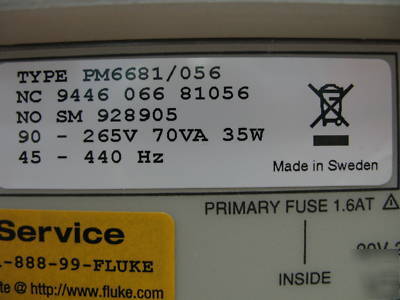 TYPE PM6681/056
NC 9446 066 81056
NO SM 928905
90 - 265V 70VA 35W
45 - 440 Hz
Made in Sweden
PRIMARY FUSE 1.6AT
Service
-888-99-FLUKE
@ http://www.fluke.com
INSIDE